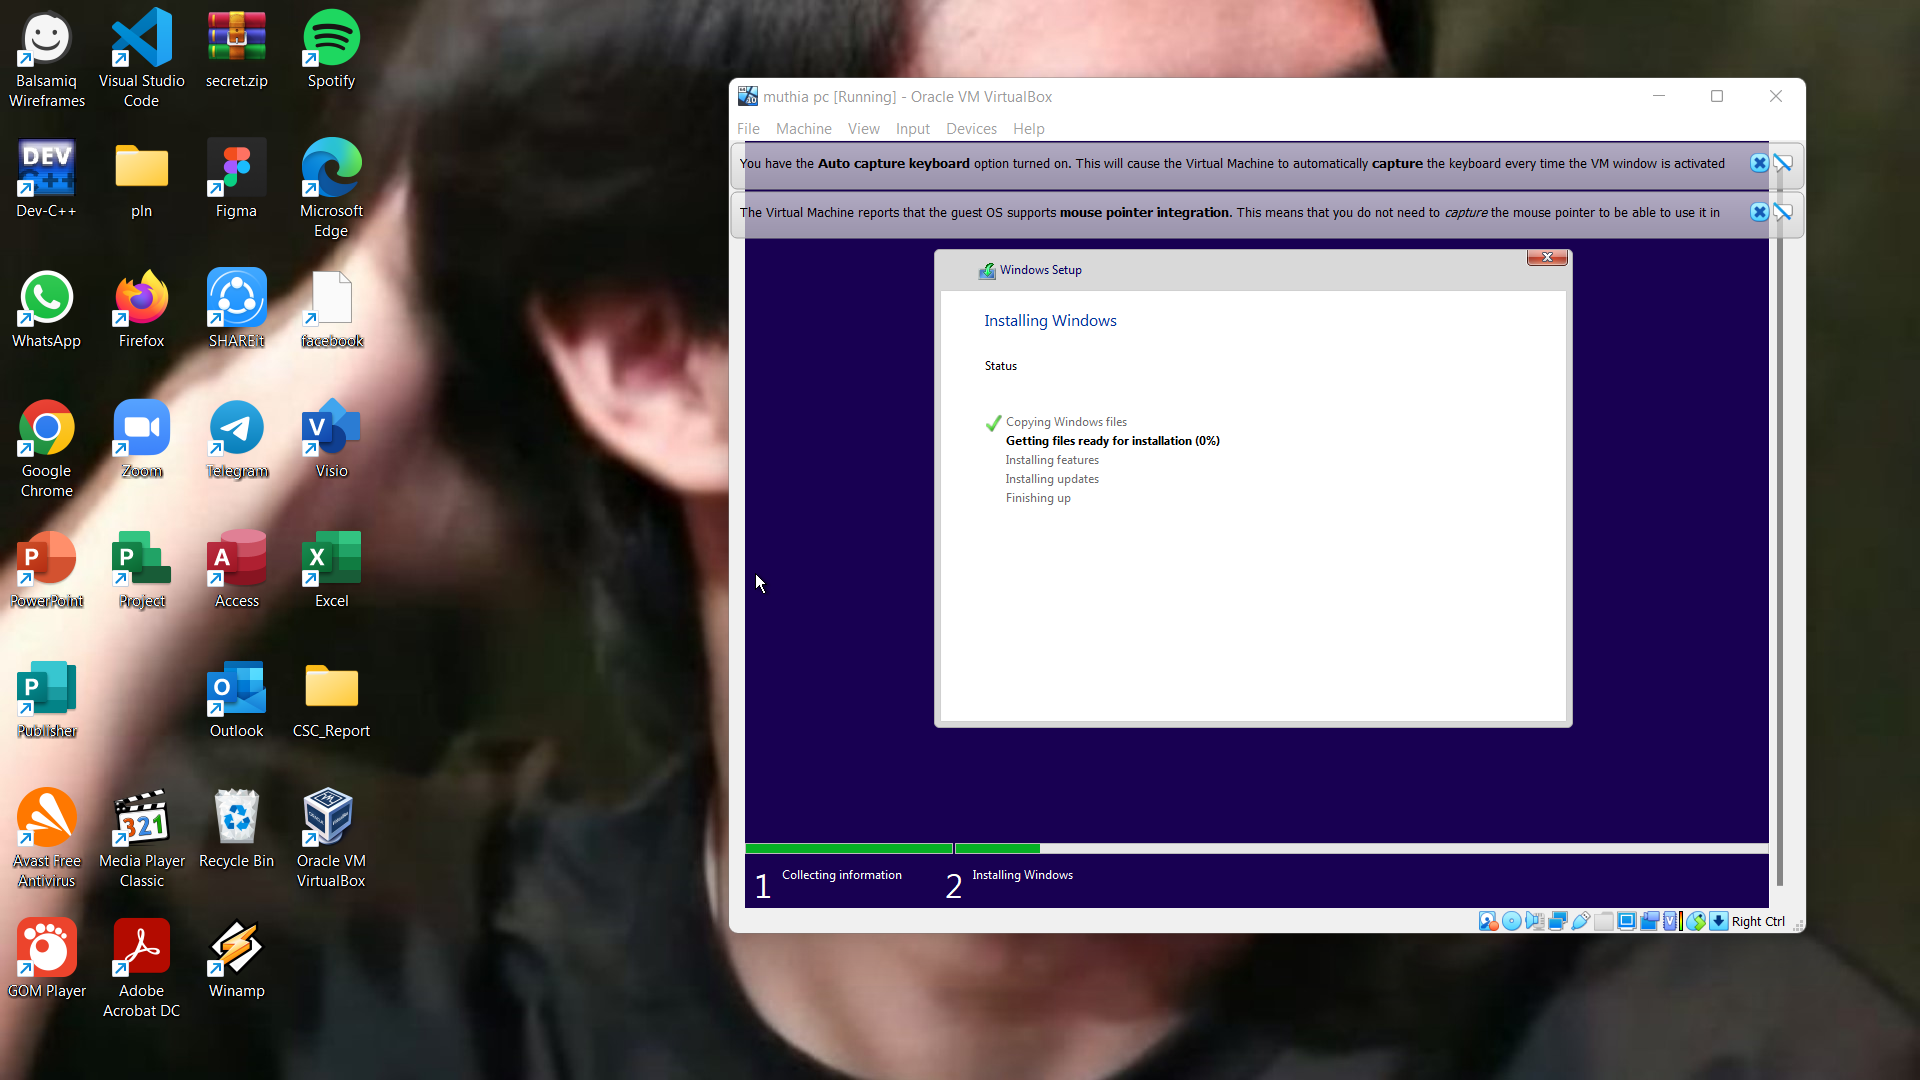 Balsamiq
Wireframes
Visual Studio
Code
secret.zip
Spotify
DEV
C++
Dev-C++
pln
Figma
Microsoft
Edge
WhatsApp
Firefox
SHAREit
facebook
Google
Chrome
Zoom
Telegram
V
Visio
P
PowerPoint
P
Project
A
Access
X
Excel
P
Publisher
O
Outlook
CSC_Report
Avast Free
Antivirus
321
Media Player
Classic
Recycle Bin
Oracle VM
VirtualBox
GOM Player
Adobe
Acrobat DC
Winamp
muthia pc [Running] - Oracle VM VirtualBox
File Machine View Input Devices Help
You have the Auto capture keyboard option turned on. This will cause the Virtual Machine to automatically capture the keyboard every time the VM window is activated
The Virtual Machine reports that the guest OS supports mouse pointer integration. This means that you do not need to capture the mouse pointer to be able to use it in
Windows Setup
Installing Windows
Status
Copying Windows files
Getting files ready for installation (0%)
Installing features
Installing updates
Finishing up
1 Collecting information
2 Installing Windows
Right Ctrl